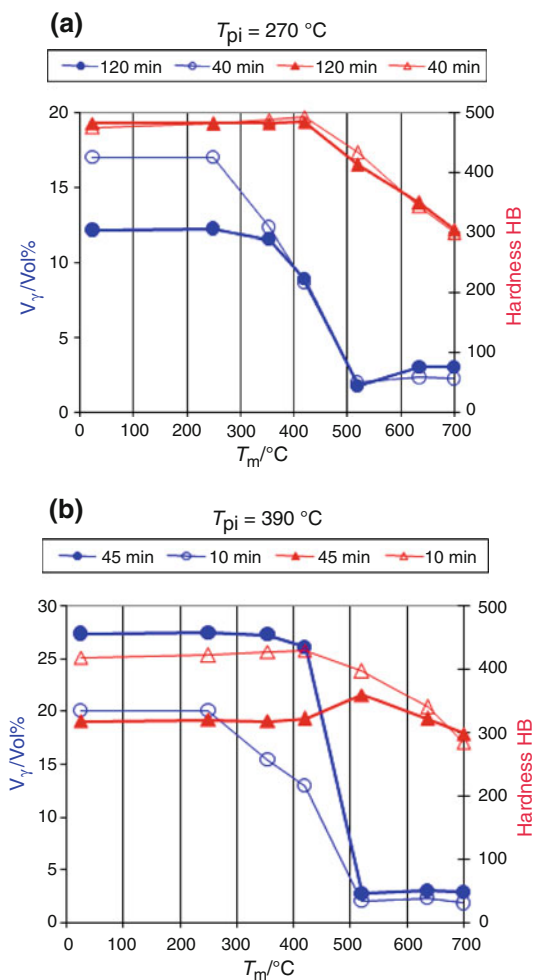 (a)
Tpi = 270 °C
120 min 40 min 120 min 40 min
20 500
400
15
300
10
200
5
100
0 0
0 100 200 300 400 500 600 700
Vγ/Vol%
Hardness HB
Tm/°C
(b)
Tpi = 390 °C
45 min 10 min 45 min 10 min
30 500
25 400
20
300
15
200
10
5 100
0 0
0 100 200 300 400 500 600 700
Vγ/Vol%
Hardness HB
Tm/°C